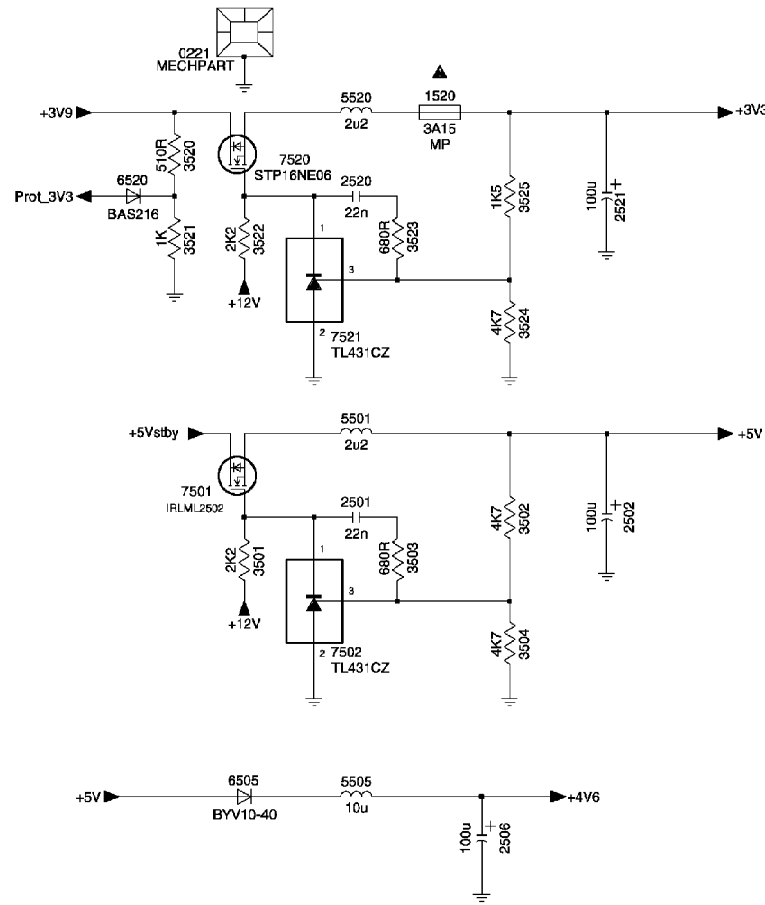 0221
MECHPART
+3V9
5520
2u2
1520
3A15
MP
+3V3
510R
3520
7520
STP16NE06
6520
BAS216
Prot_3V3
1K
3521
2K2
3522
+12V
2520
22n
680R
3523
1K5
3525
100u
2521
1
3
2
7521
TL431CZ
4K7
3524
+5Vstby
5501
2u2
+5V
7501
IRLML2502
2K2
3501
+12V
2501
22n
680R
3503
4K7
3502
100u
2502
1
3
2
7502
TL431CZ
4K7
3504
+5V
6505
BYV10-40
5505
10u
+4V6
100u
2506